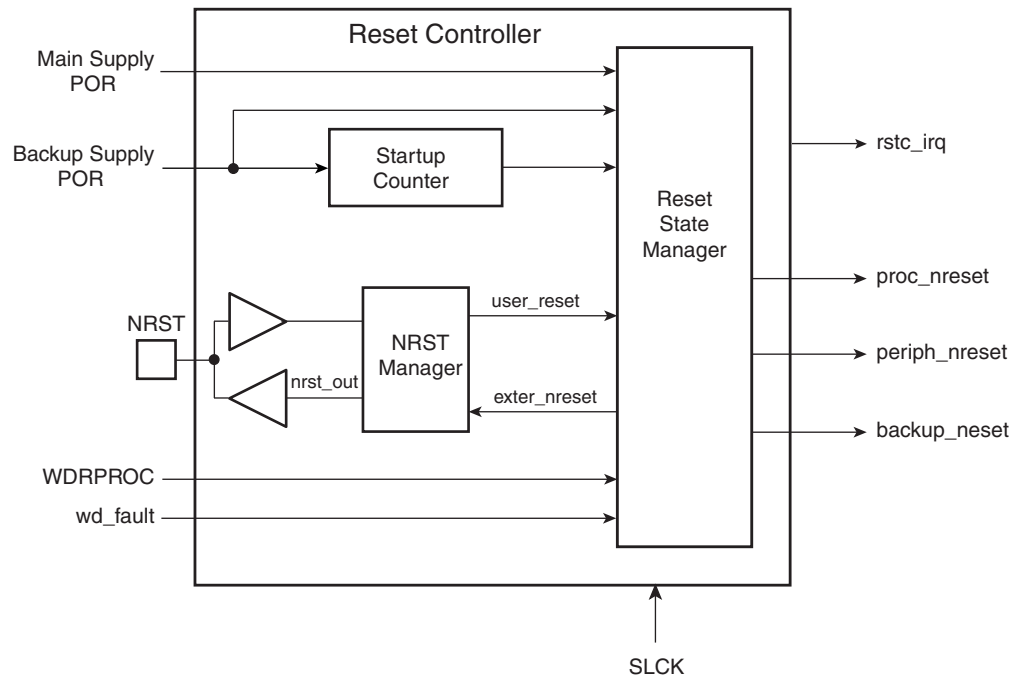 Reset Controller
Main Supply
POR
Backup Supply
POR
Startup
Counter
Reset
State
Manager
rstc_irq
proc_nreset
periph_nreset
backup_neset
NRST
NRST
Manager
user_reset
nrst_out
exter_nreset
WDRPROC
wd_fault
SLCK